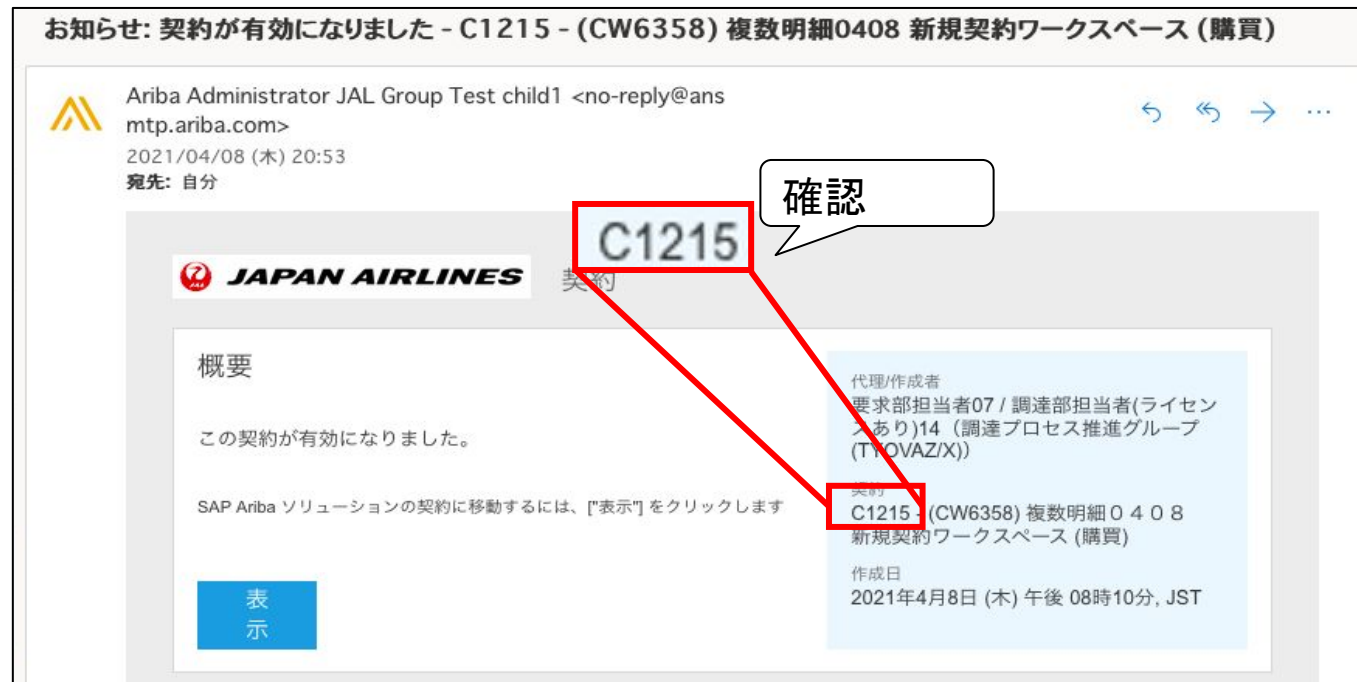 お知らせ: 契約が有効になりました - C1215 - (CW6358) 複数明細0408 新規契約ワークスペース (購買)
Ariba Administrator JAL Group Test child1 <no-reply@ans
mtp.ariba.com>
2021/04/08 (木) 20:53
宛先: 自分
確認
C1215
JAPAN AIRLINES
契約
概要
この契約が有効になりました。
SAP Ariba ソリューションの契約に移動するには、["表示"] をクリックします
表
示
代理/作成者
要求部担当者07 / 調達部担当者(ライセン
スあり)14（調達プロセス推進グループ
(TYOVAZ/X)）
契約
C1215 - (CW6358) 複数明細０４０８
新規契約ワークスペース (購買)
作成日
2021年4月8日 (木) 午後 08時10分, JST